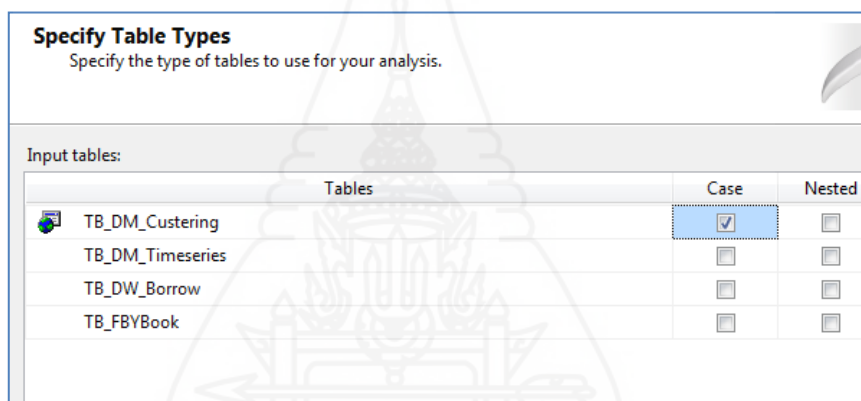 Specify Table Types
Specify the type of tables to use for your analysis.
Input tables:
Tables Case Nested
TB_DM_Custering
TB_DM_Timeseries
TB_DW_Borrow
TB_FBYBook